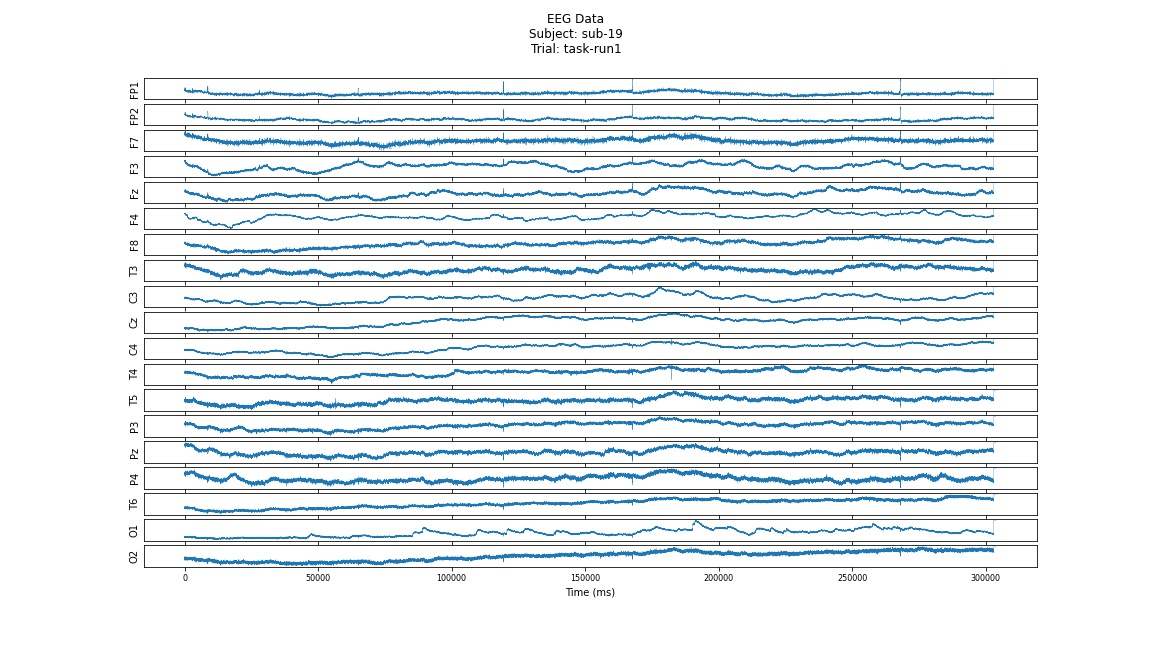 EEG Data
Subject: sub-19
Trial: task-run1
FP1
FP2
F7
F3
Fz
F4
F8
T3
C3
Cz
C4
T4
T5
P3
Pz
P4
T6
O1
O2
0 50000 100000 150000 200000 250000 300000
Time (ms)